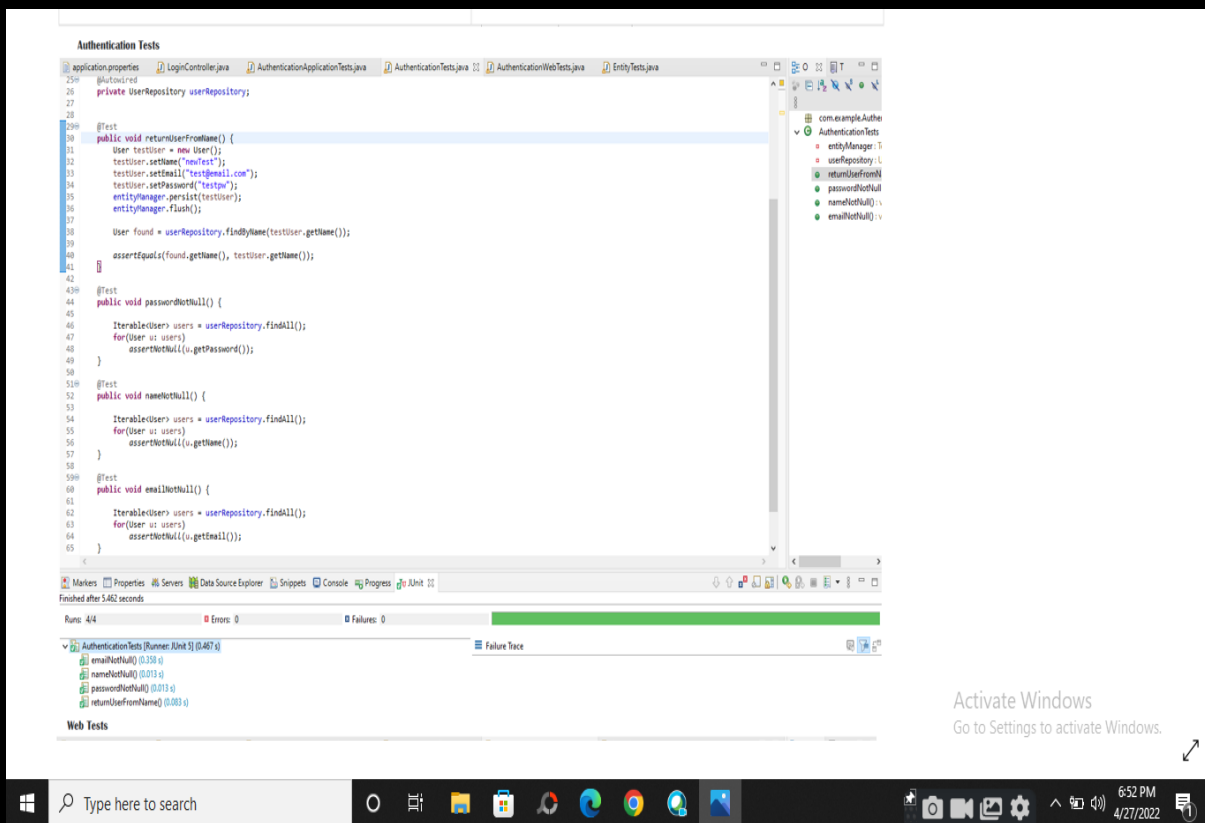 Authentication Tests
application.properties LoginController.java AuthenticationApplicationTests.java AuthenticationTests.java AuthenticationWebTests.java EntityTests.java
25 @Autowired
26 private UserRepository userRepository;
27
28
29 @Test
30 public void returnUserFromName() {
31 User testUser = new User();
32 testUser.setName("newTest");
33 testUser.setEmail("test@email.com");
34 testUser.setPassword("testpw");
35 entityManager.persist(testUser);
36 entityManager.flush();
37
38 User found = userRepository.findByName(testUser.getName());
39
40 assertEquals(found.getName(), testUser.getName());
41 }
42
43 @Test
44 public void passwordNotNull() {
45
46 Iterable<User> users = userRepository.findAll();
47 for(User u: users)
48 assertNotNull(u.getPassword());
49 }
50
51 @Test
52 public void nameNotNull() {
53
54 Iterable<User> users = userRepository.findAll();
55 for(User u: users)
56 assertNotNull(u.getName());
57 }
58
59 @Test
60 public void emailNotNull() {
61
62 Iterable<User> users = userRepository.findAll();
63 for(User u: users)
64 assertNotNull(u.getEmail());
65 }
O T
com.example.Authe
AuthenticationTests
entityManager : T
userRepository : U
returnUserFromN
passwordNotNull
nameNotNull() : v
emailNotNull() : v
Markers Properties Servers Data Source Explorer Snippets Console Progress JUnit
Finished after 5.462 seconds
Runs: 4/4 Errors: 0 Failures: 0
AuthenticationTests [Runner: JUnit 5] (0.467 s)
emailNotNull() (0.358 s)
nameNotNull() (0.013 s)
passwordNotNull() (0.013 s)
returnUserFromName() (0.083 s)
Failure Trace
Web Tests
Activate Windows
Go to Settings to activate Windows.
Type here to search
6:52 PM
4/27/2022
1